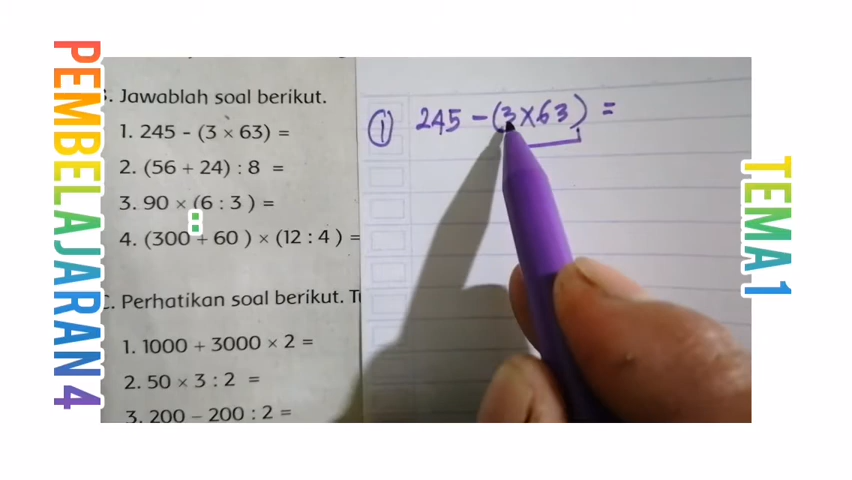 PEMBELAJARAN 4
. Jawablah soal berikut.
1. 245 - (3 × 63) =
2. (56 + 24) : 8 =
3. 90 × (6 : 3 ) =
4. (300 + 60 ) × (12 : 4 ) =
C. Perhatikan soal berikut.
1. 1000 + 3000 × 2 =
2. 50 × 3 : 2 =
3. 200 – 200 : 2 =
① 245 - (3 × 63) =
TEMA 1